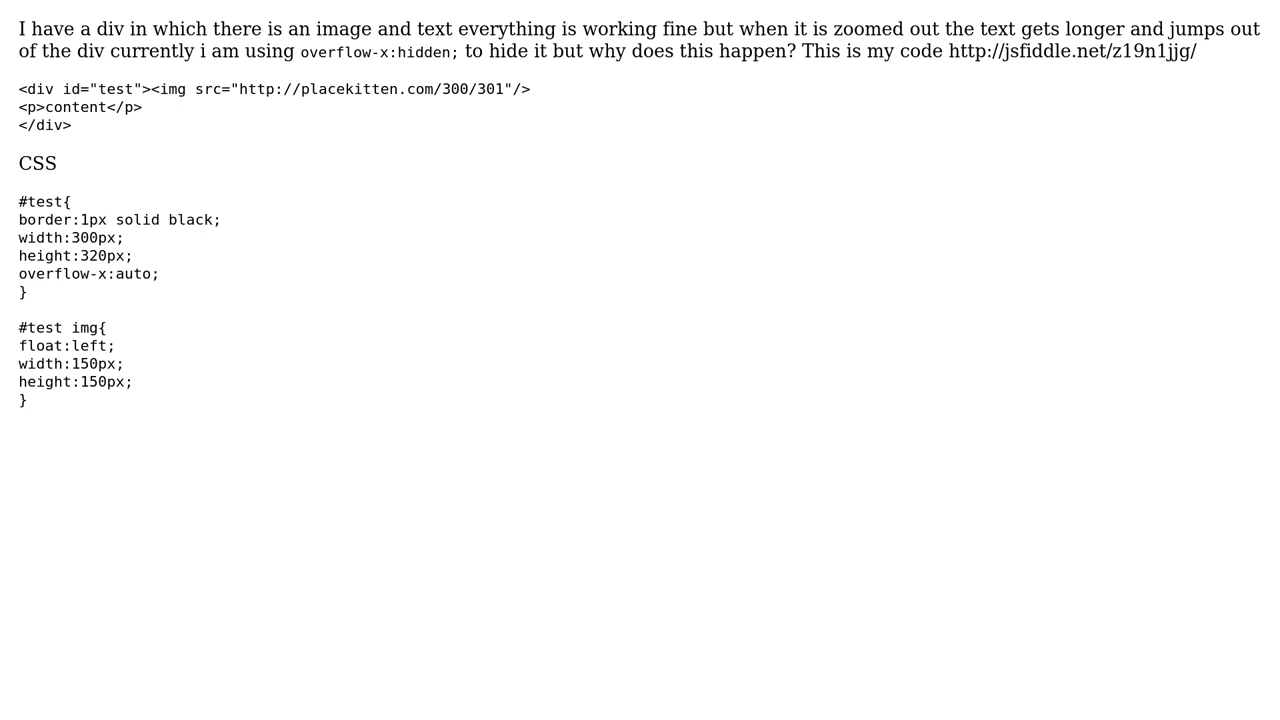 I have a div in which there is an image and text everything is working fine but when it is zoomed out the text gets longer and jumps out
of the div currently i am using overflow-x:hidden; to hide it but why does this happen? This is my code http://jsfiddle.net/z19n1jjg/
<div id="test"><img src="http://placekitten.com/300/301"/>
<p>content</p>
</div>
CSS
#test{
border:1px solid black;
width:300px;
height:320px;
overflow-x:auto;
}
#test img{
float:left;
width:150px;
height:150px;
}